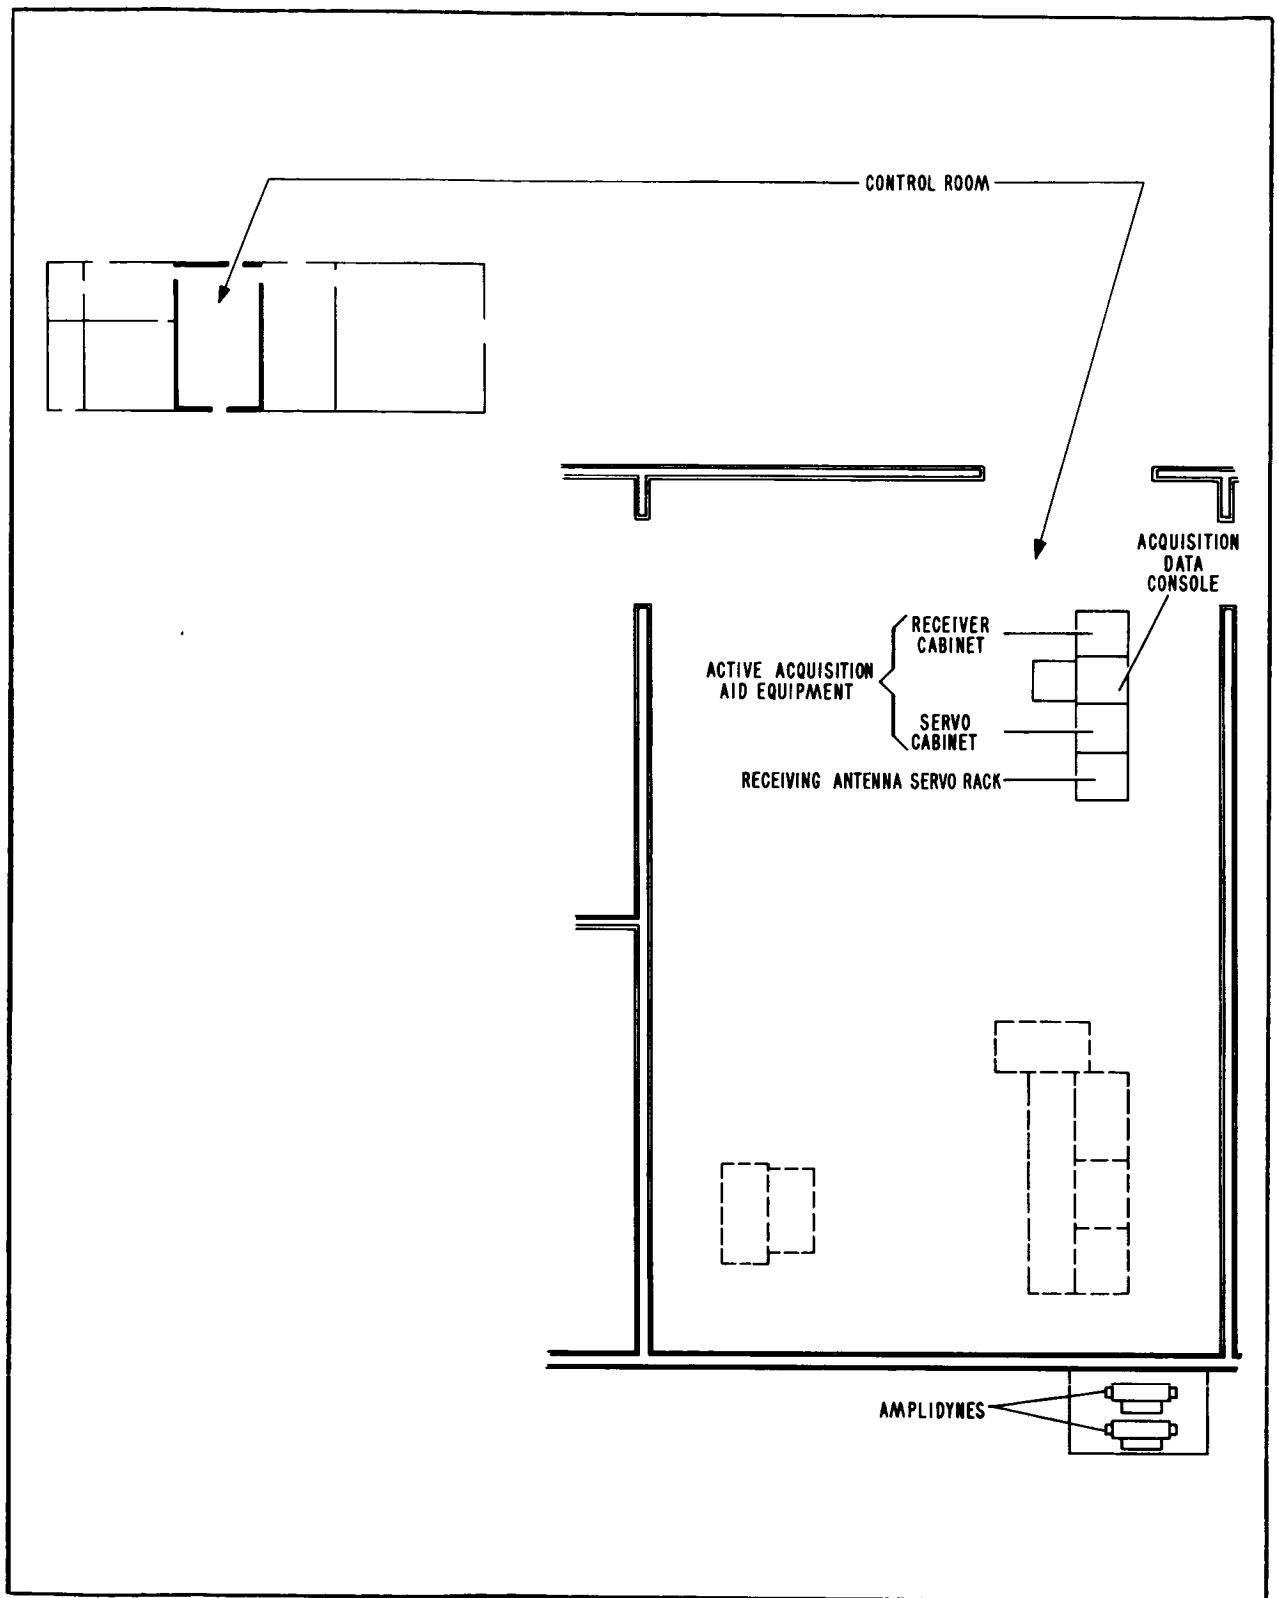 CONTROL ROOM
ACQUISITION
DATA
CONSOLE
RECEIVER
CABINET
ACTIVE ACQUISITION
AID EQUIPMENT
SERVO
CABINET
RECEIVING ANTENNA SERVO RACK
AMPLIDYNES